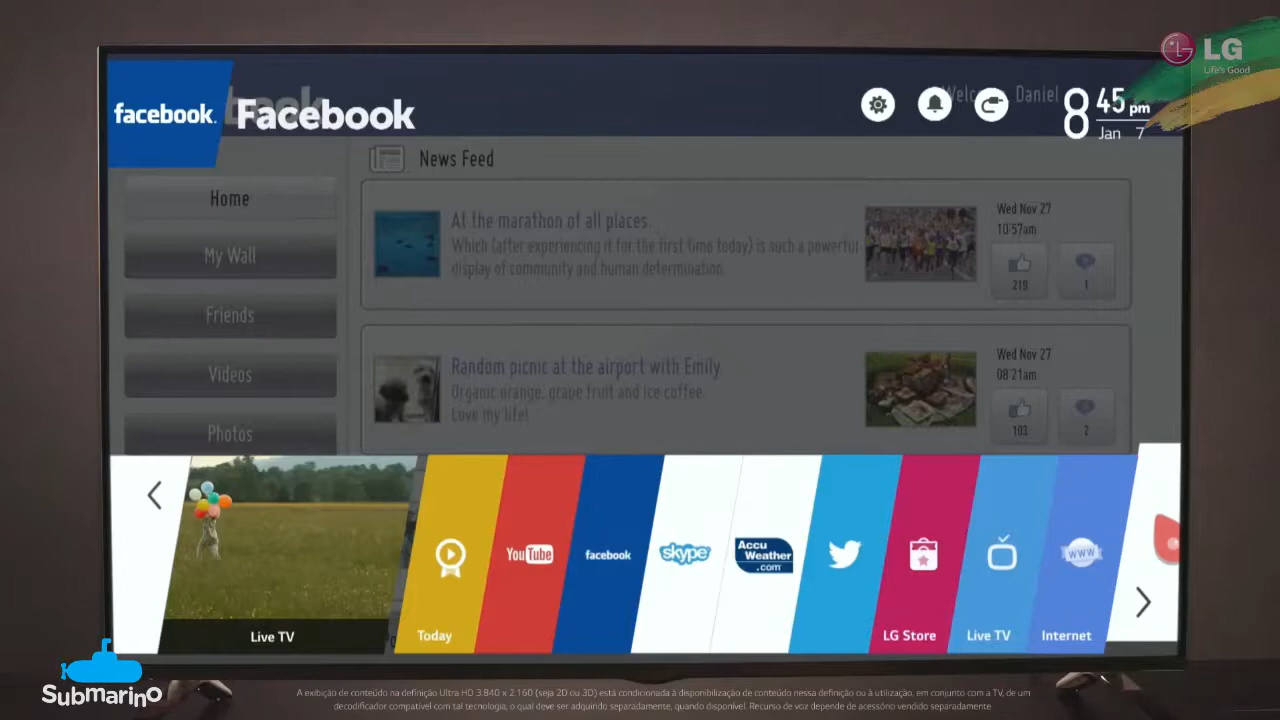 LG
Life's Good
facebook.
Facebook
Daniel
8 45 pm
Jan 7
News Feed
Home
My Wall
Friends
Videos
Photos
At the marathon of all places.
Which (after experiencing it for the first time today) is such a powerful
display of community and human determination.
Wed Nov 27
10:57am
219
1
Random picnic at the airport with Emily
Organic orange, grape fruit and ice coffee.
Love my life!
Wed Nov 27
08:21am
103
2
Live TV
Today
YouTube
facebook
skype
Accu
Weather
.com
LG Store
Live TV
www
Internet
Submarino
A exibição de conteúdo na definição Ultra HD 3.840 x 2.160 (seja 2D ou 3D) está condicionada à disponibilização de conteúdo nessa definição ou à utilização, em conjunto com a TV, de um
decodificador compatível com tal tecnologia, o qual deve ser adquirido separadamente, quando disponível. Recurso de voz depende de acessório vendido separadamente